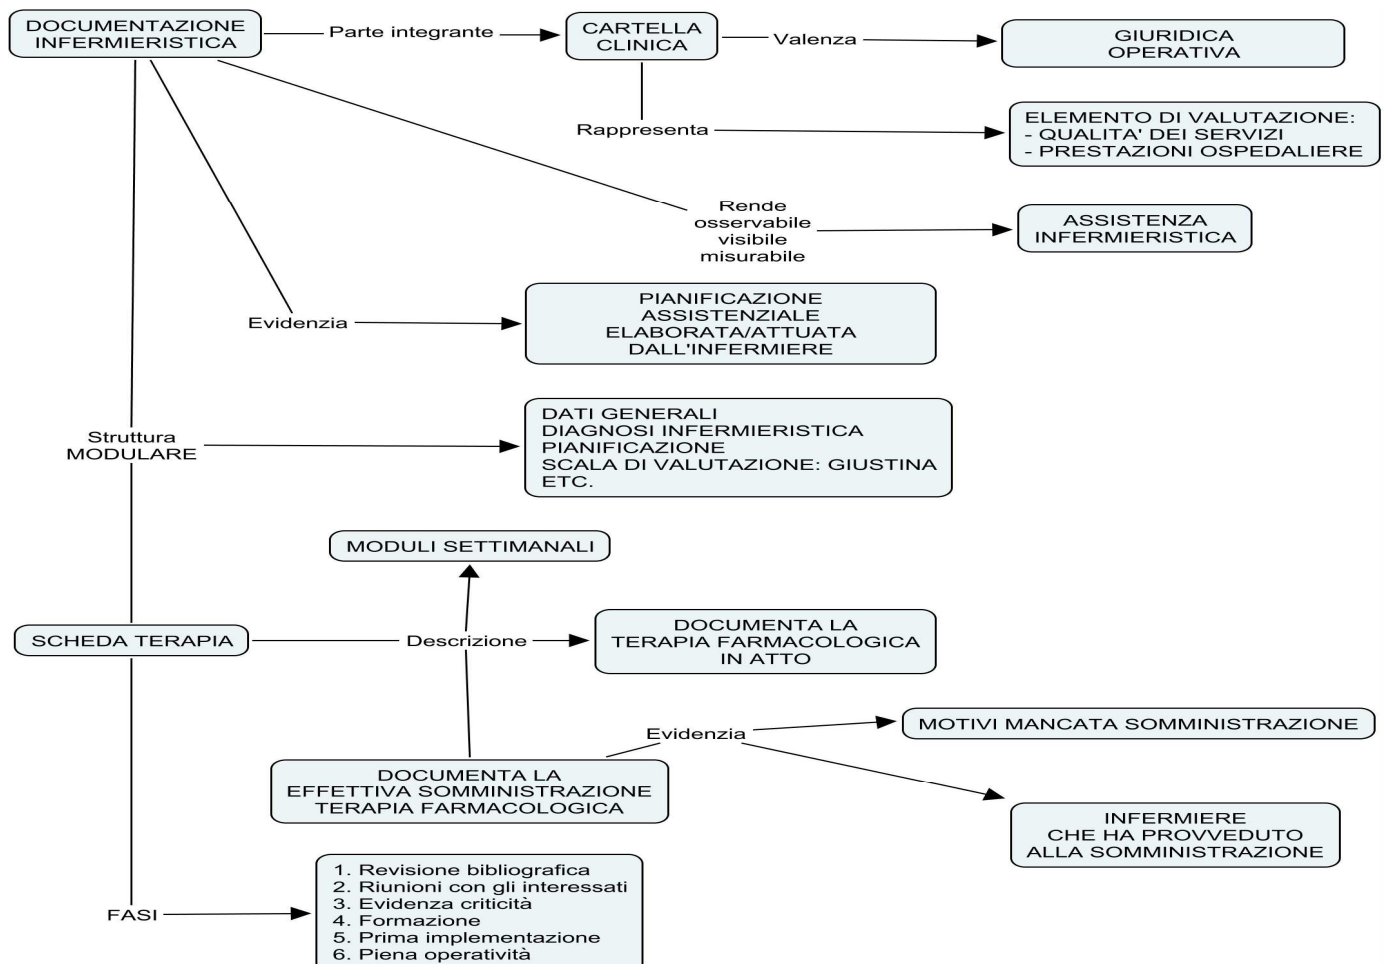 DOCUMENTAZIONE
INFERMIERISTICA
Parte integrante
CARTELLA
CLINICA
Valenza
GIURIDICA
OPERATIVA
Rappresenta
ELEMENTO DI VALUTAZIONE:
- QUALITA' DEI SERVIZI
- PRESTAZIONI OSPEDALIERE
Rende
osservabile
visibile
misurabile
ASSISTENZA
INFERMIERISTICA
Evidenzia
PIANIFICAZIONE
ASSISTENZIALE
ELABORATA/ATTUATA
DALL'INFERMIERE
Struttura
MODULARE
DATI GENERALI
DIAGNOSI INFERMIERISTICA
PIANIFICAZIONE
SCALA DI VALUTAZIONE: GIUSTINA
ETC.
MODULI SETTIMANALI
SCHEDA TERAPIA
Descrizione
DOCUMENTA LA
TERAPIA FARMACOLOGICA
IN ATTO
DOCUMENTA LA
EFFETTIVA SOMMINISTRAZIONE
TERAPIA FARMACOLOGICA
Evidenzia
MOTIVI MANCATA SOMMINISTRAZIONE
INFERMIERE
CHE HA PROVVEDUTO
ALLA SOMMINISTRAZIONE
FASI
1. Revisione bibliografica
2. Riunioni con gli interessati
3. Evidenza criticità
4. Formazione
5. Prima implementazione
6. Piena operatività